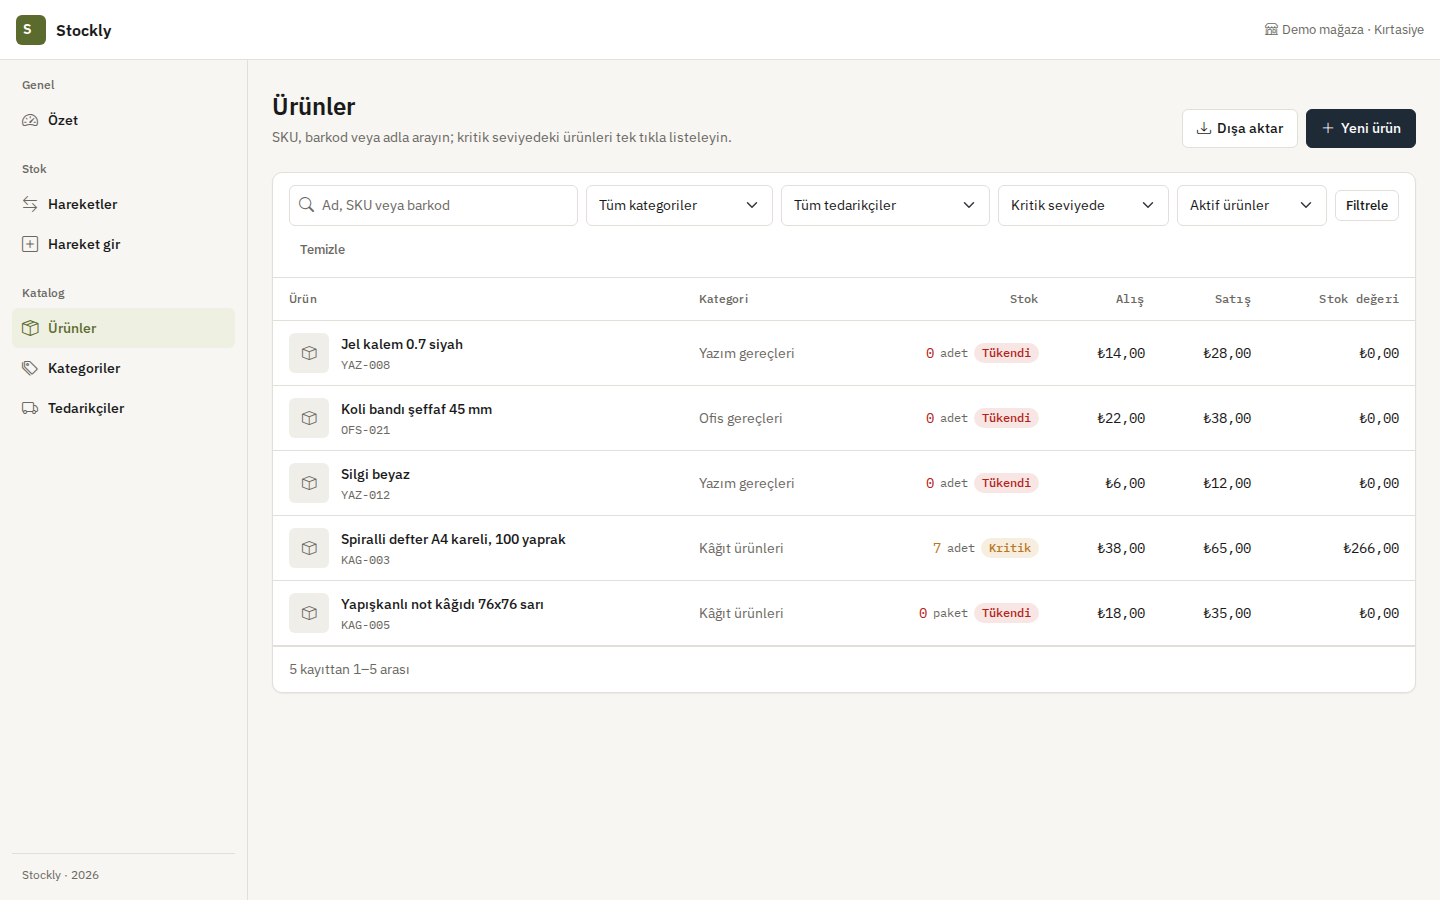 S Stockly
Demo mağaza · Kırtasiye
Genel
Özet
Stok
Hareketler
Hareket gir
Katalog
Ürünler
Kategoriler
Tedarikçiler
Stockly · 2026
Ürünler
SKU, barkod veya adla arayın; kritik seviyedeki ürünleri tek tıkla listeleyin.
Dışa aktar
Yeni ürün
Ad, SKU veya barkod
Tüm kategoriler
Tüm tedarikçiler
Kritik seviyede
Aktif ürünler
Filtrele
Temizle
Ürün Kategori Stok Alış Satış Stok değeri
Jel kalem 0.7 siyah
YAZ-008
Yazım gereçleri 0 adet Tükendi ₺14,00 ₺28,00 ₺0,00
Koli bandı şeffaf 45 mm
OFS-021
Ofis gereçleri 0 adet Tükendi ₺22,00 ₺38,00 ₺0,00
Silgi beyaz
YAZ-012
Yazım gereçleri 0 adet Tükendi ₺6,00 ₺12,00 ₺0,00
Spiralli defter A4 kareli, 100 yaprak
KAG-003
Kâğıt ürünleri 7 adet Kritik ₺38,00 ₺65,00 ₺266,00
Yapışkanlı not kâğıdı 76x76 sarı
KAG-005
Kâğıt ürünleri 0 paket Tükendi ₺18,00 ₺35,00 ₺0,00
5 kayıttan 1–5 arası